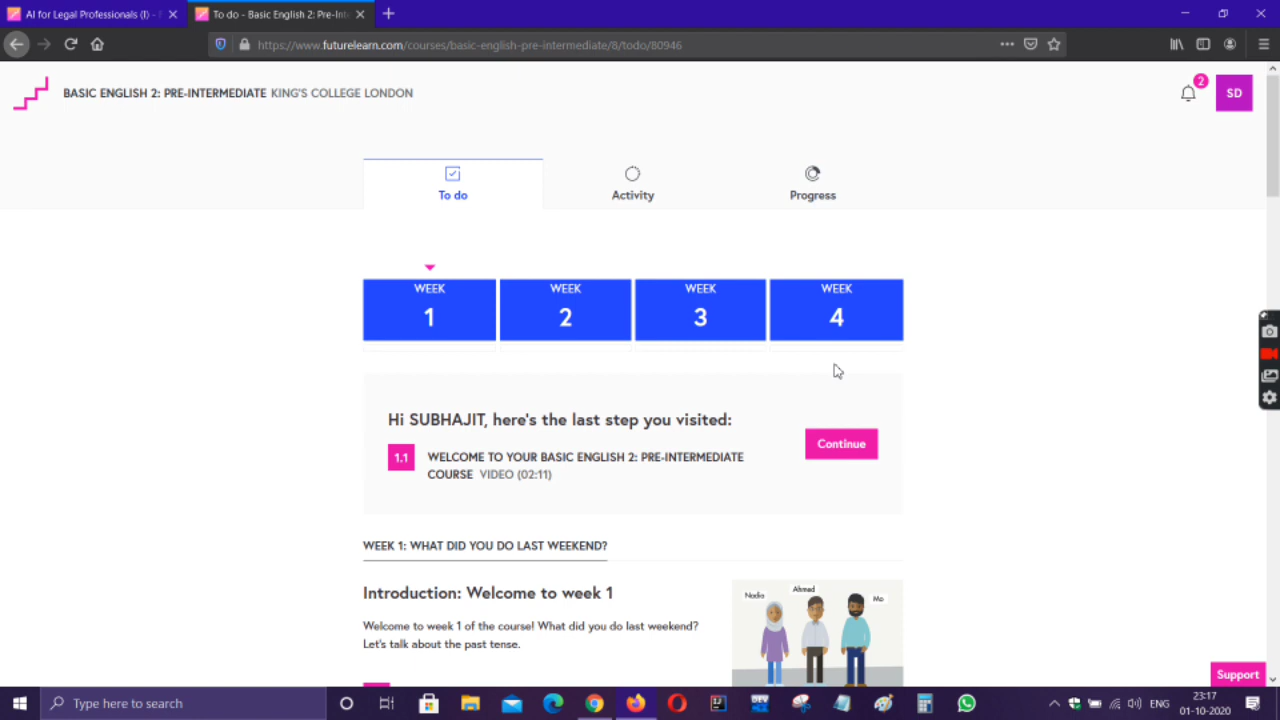 AI for Legal Professionals (I) - F
To do - Basic English 2: Pre-Int
https://www.futurelearn.com/courses/basic-english-pre-intermediate/8/todo/80946
BASIC ENGLISH 2: PRE-INTERMEDIATE KING'S COLLEGE LONDON
2
SD
To do
Activity
Progress
WEEK
1
WEEK
2
WEEK
3
WEEK
4
Hi SUBHAJIT, here's the last step you visited:
Continue
1.1
WELCOME TO YOUR BASIC ENGLISH 2: PRE-INTERMEDIATE
COURSE VIDEO (02:11)
WEEK 1: WHAT DID YOU DO LAST WEEKEND?
Introduction: Welcome to week 1
Welcome to week 1 of the course! What did you do last weekend?
Let's talk about the past tense.
Nadia
Ahmed
Mo
Support
Type here to search
ENG
23:17
01-10-2020